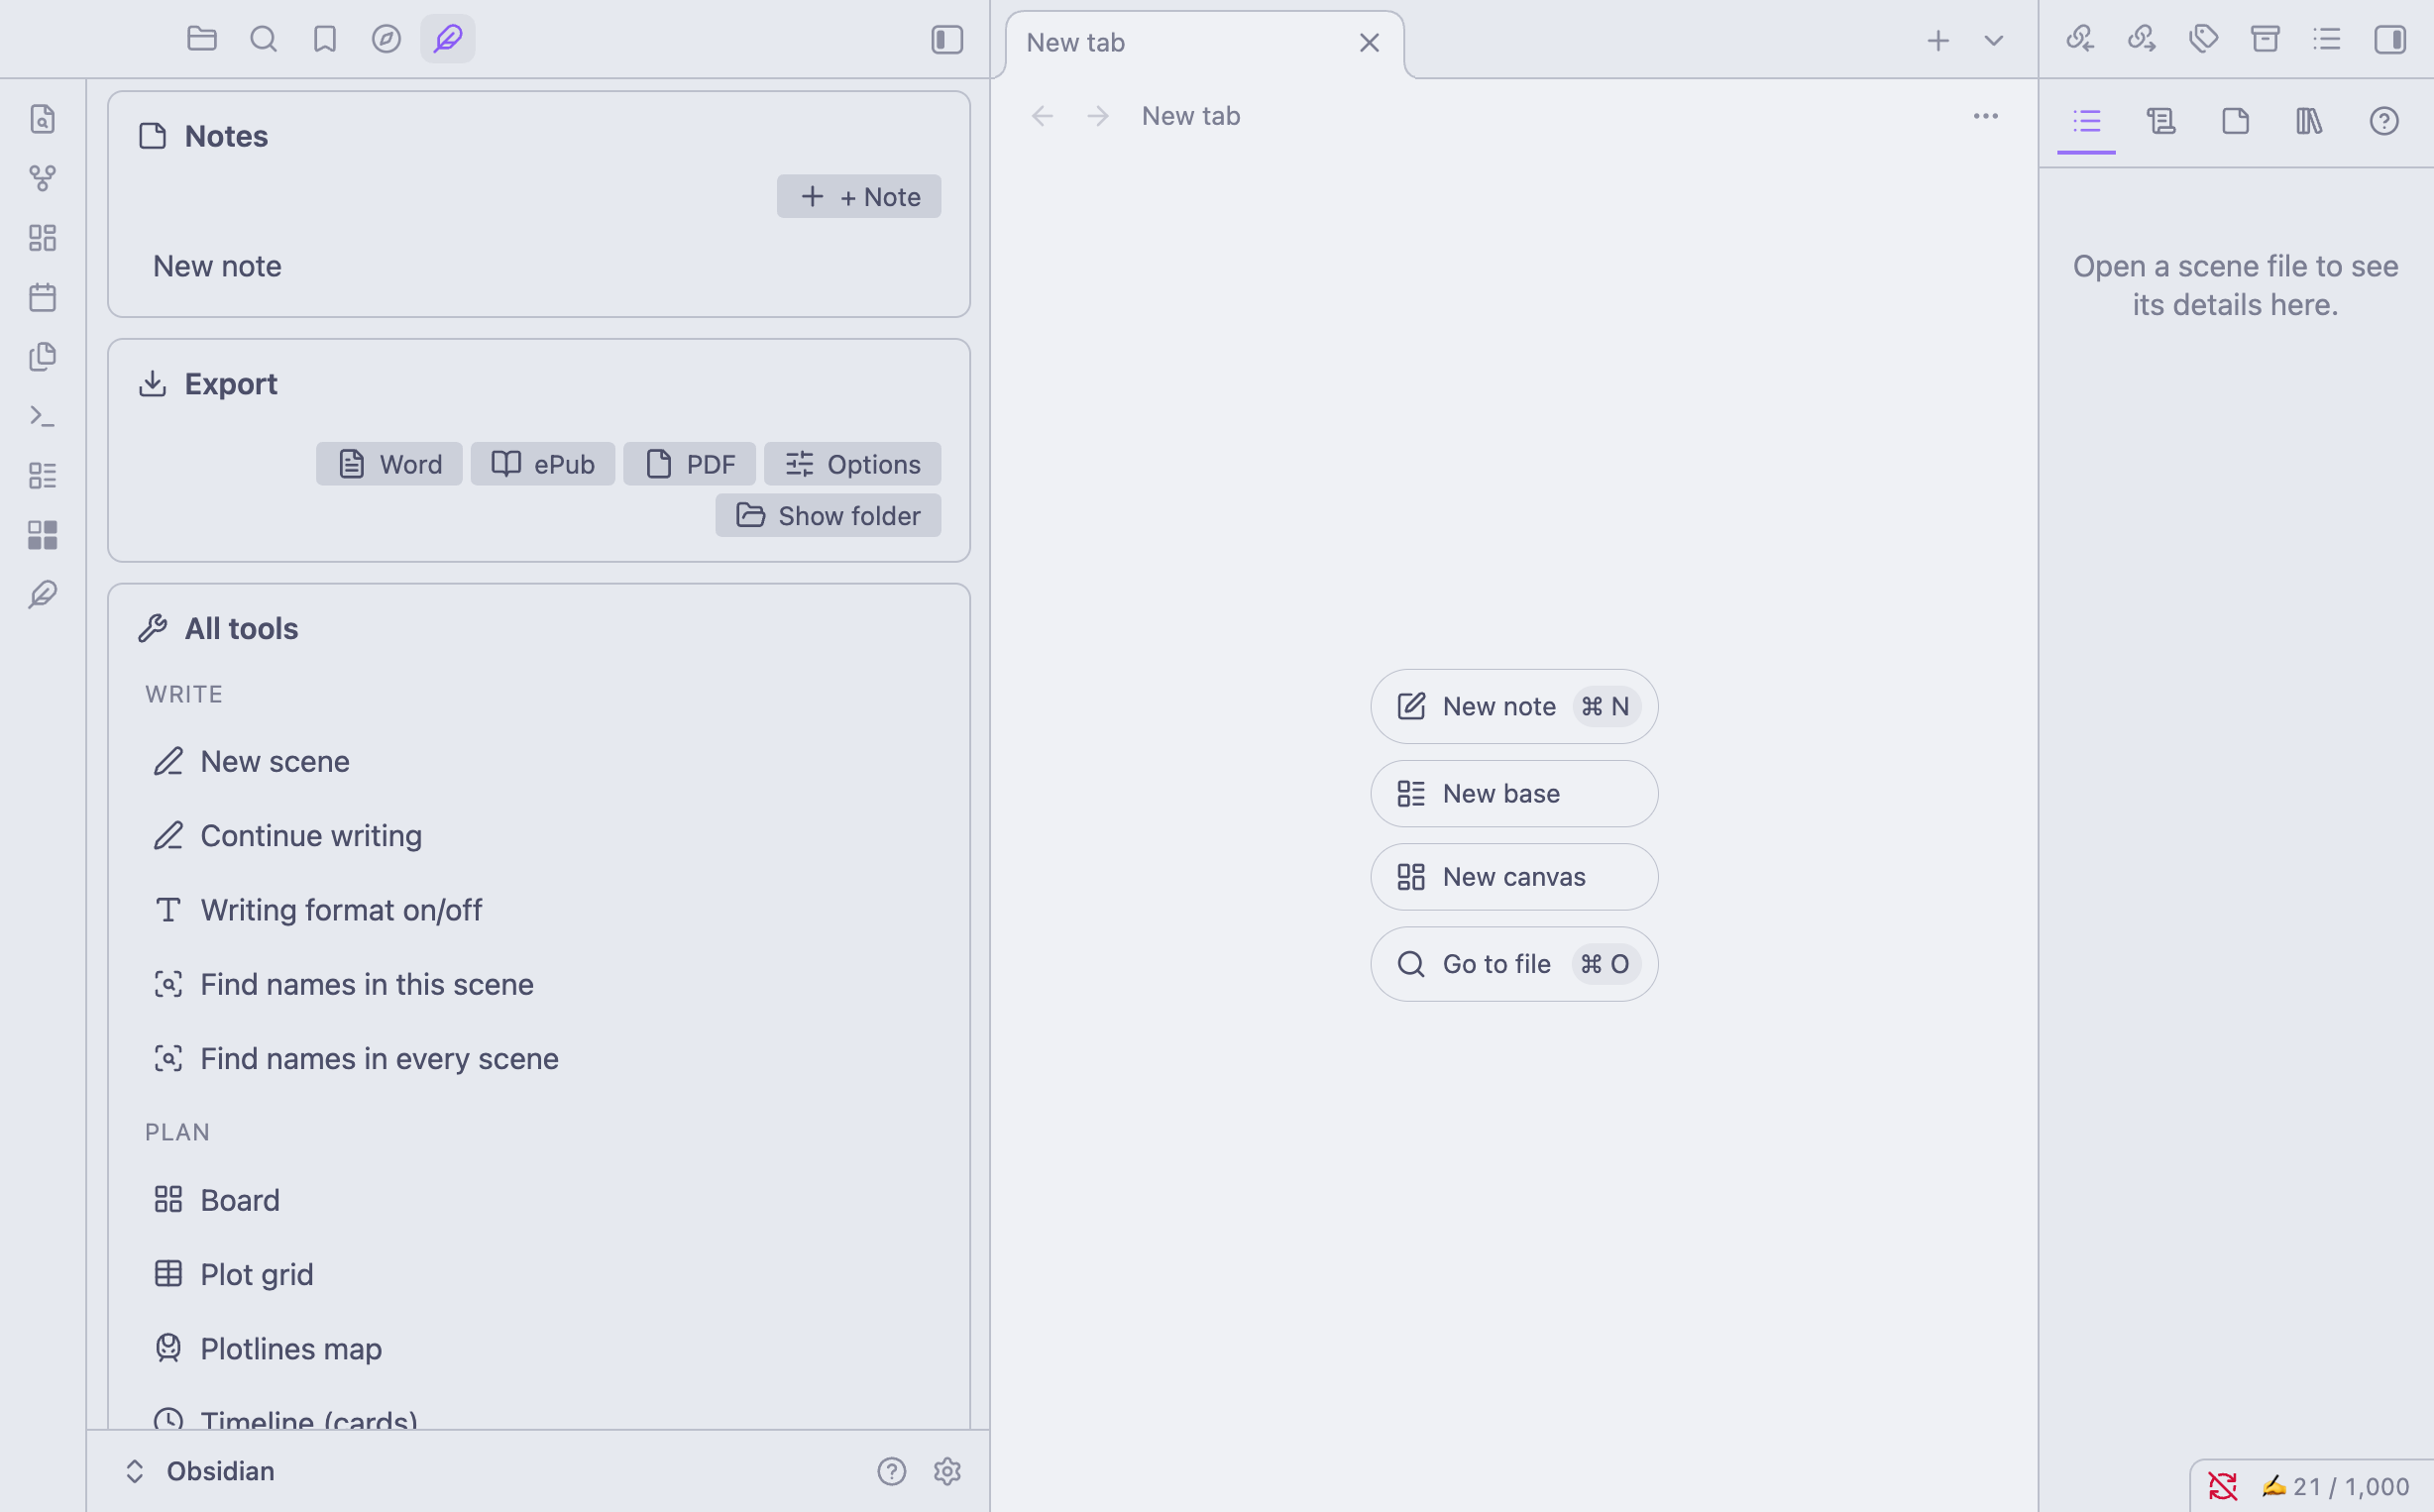 New tab
New tab
Notes
+ Note
New note
Export
Word
ePub
PDF
Options
Show folder
All tools
WRITE
New scene
Continue writing
Writing format on/off
Find names in this scene
Find names in every scene
PLAN
Board
Plot grid
Plotlines map
Timeline (cards)
Obsidian
New note ⌘ N
New base
New canvas
Go to file ⌘ O
Open a scene file to see
its details here.
✍️ 21 / 1,000